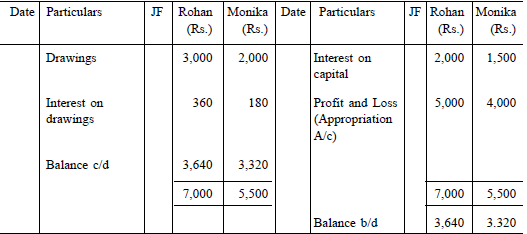 Date Particulars JF Rohan Monika Date Particulars JF Rohan Monika
(Rs.) (Rs.) (Rs.) (Rs.)
Drawings 3,000 2,000 Interest on 2,000 1,500
capital
Interest on 360 180 Profit and Loss 5,000 4,000
drawings (Appropriation
A/c)
Balance c/d 3,640 3,320
7,000 5,500 7,000 5,500
Balance b/d 3,640 3.320